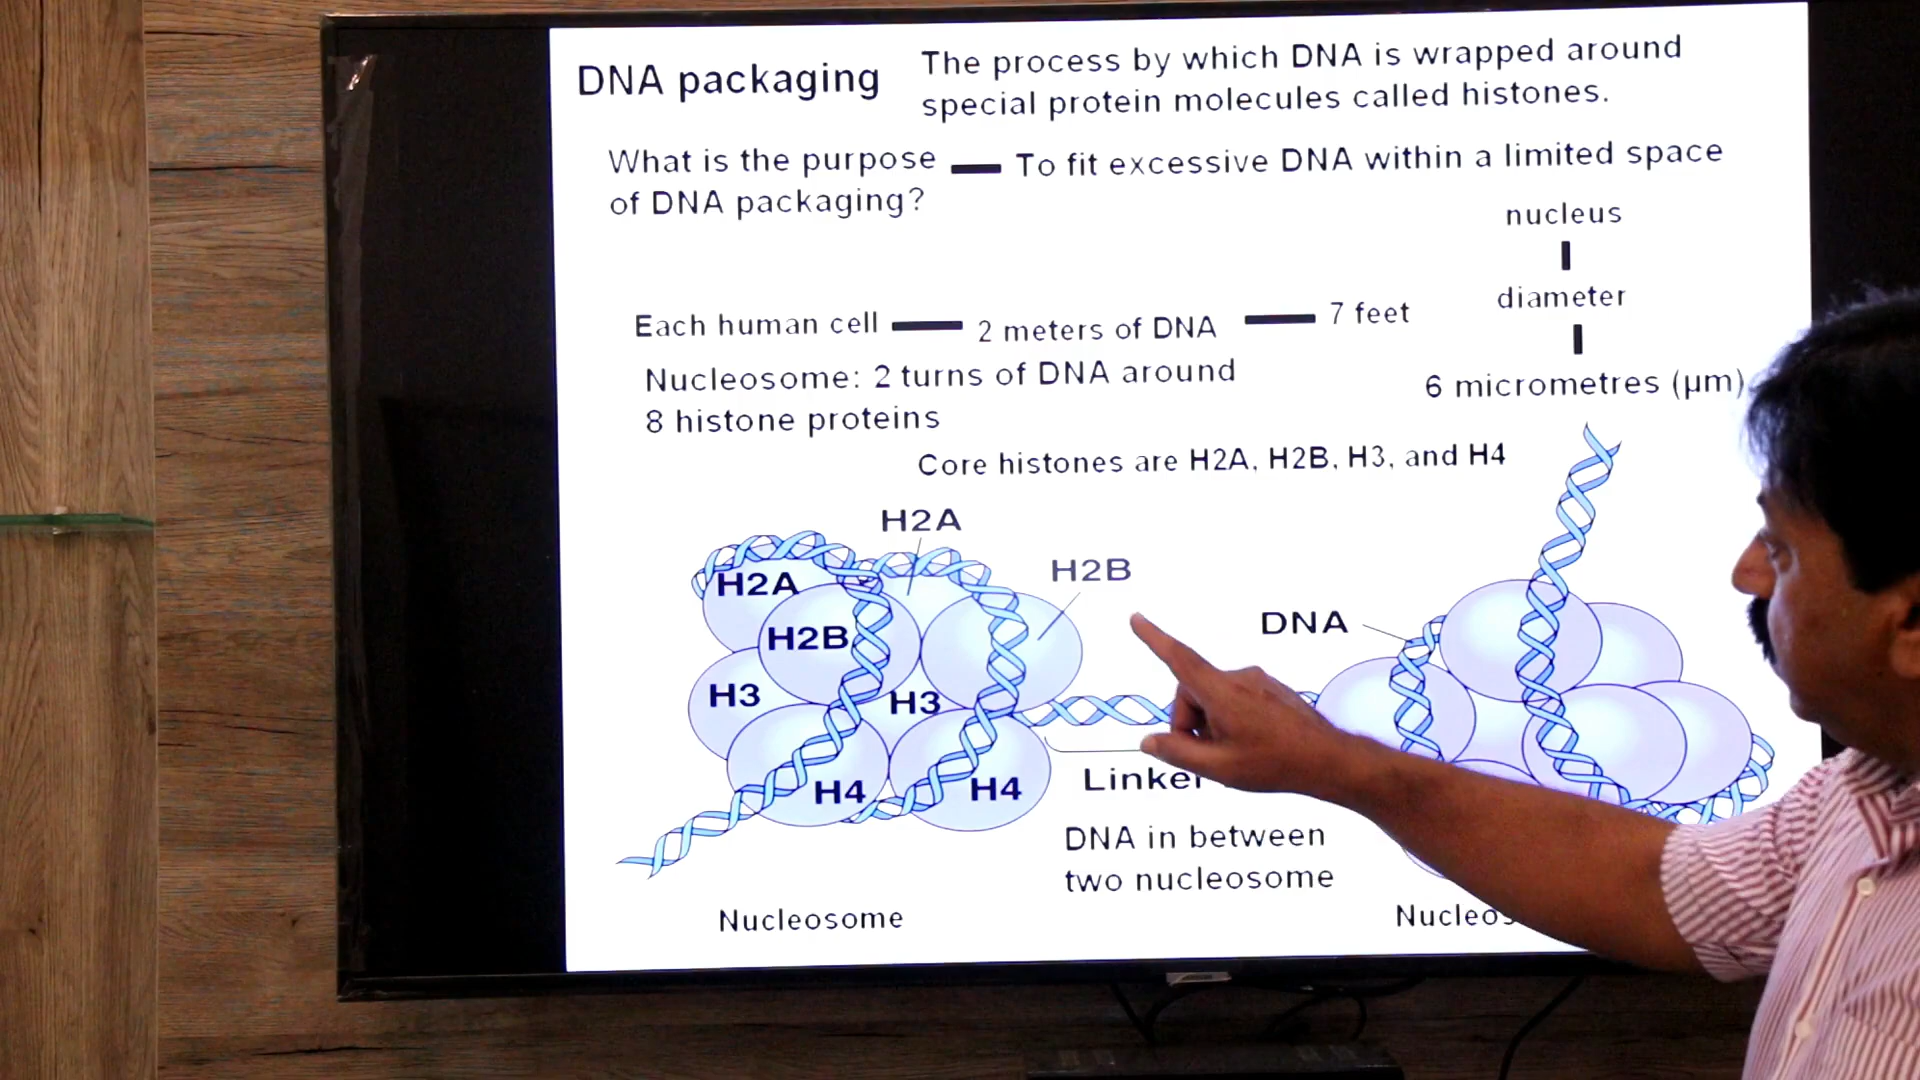 DNA packaging
The process by which DNA is wrapped around
special protein molecules called histones.
What is the purpose
of DNA packaging?
To fit excessive DNA within a limited space
nucleus
diameter
6 micrometres (µm)
Each human cell
2 meters of DNA
7 feet
Nucleosome: 2 turns of DNA around
8 histone proteins
Core histones are H2A, H2B, H3, and H4
H2A
H2B
H2A
H2B
H3
H3
H4
H4
DNA
Linker
DNA in between
two nucleosome
Nucleosome